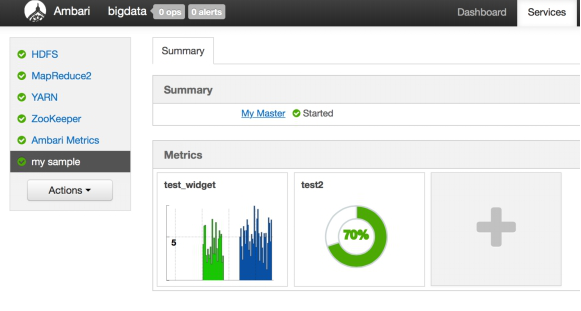 Ambari bigdata 0 ops 0 alerts Dashboard Services
HDFS
MapReduce2
YARN
ZooKeeper
Ambari Metrics
my sample
Actions
Summary
Summary
My Master Started
Metrics
test_widget
5
test2
70%